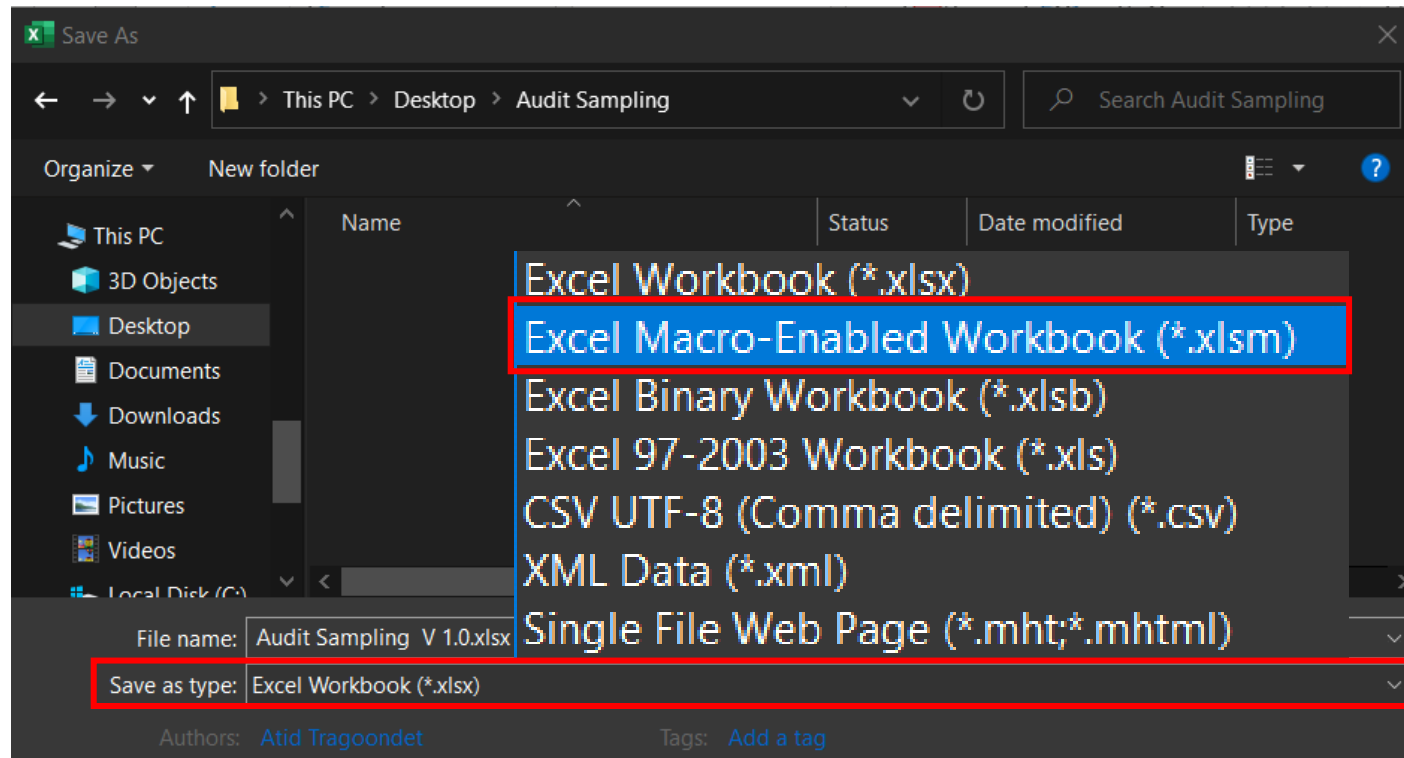 Save As
This PC > Desktop > Audit Sampling
Search Audit Sampling
Organize
New folder
Name
Status
Date modified
Type
This PC
3D Objects
Desktop
Documents
Downloads
Music
Pictures
Videos
Local Disk (C:)
Excel Workbook (*.xlsx)
Excel Macro-Enabled Workbook (*.xlsm)
Excel Binary Workbook (*.xlsb)
Excel 97-2003 Workbook (*.xls)
CSV UTF-8 (Comma delimited) (*.csv)
XML Data (*.xml)
Single File Web Page (*.mht;*.mhtml)
File name: Audit Sampling V 1.0.xlsx
Save as type: Excel Workbook (*.xlsx)
Authors: Atid Tragoondet
Tags: Add a tag